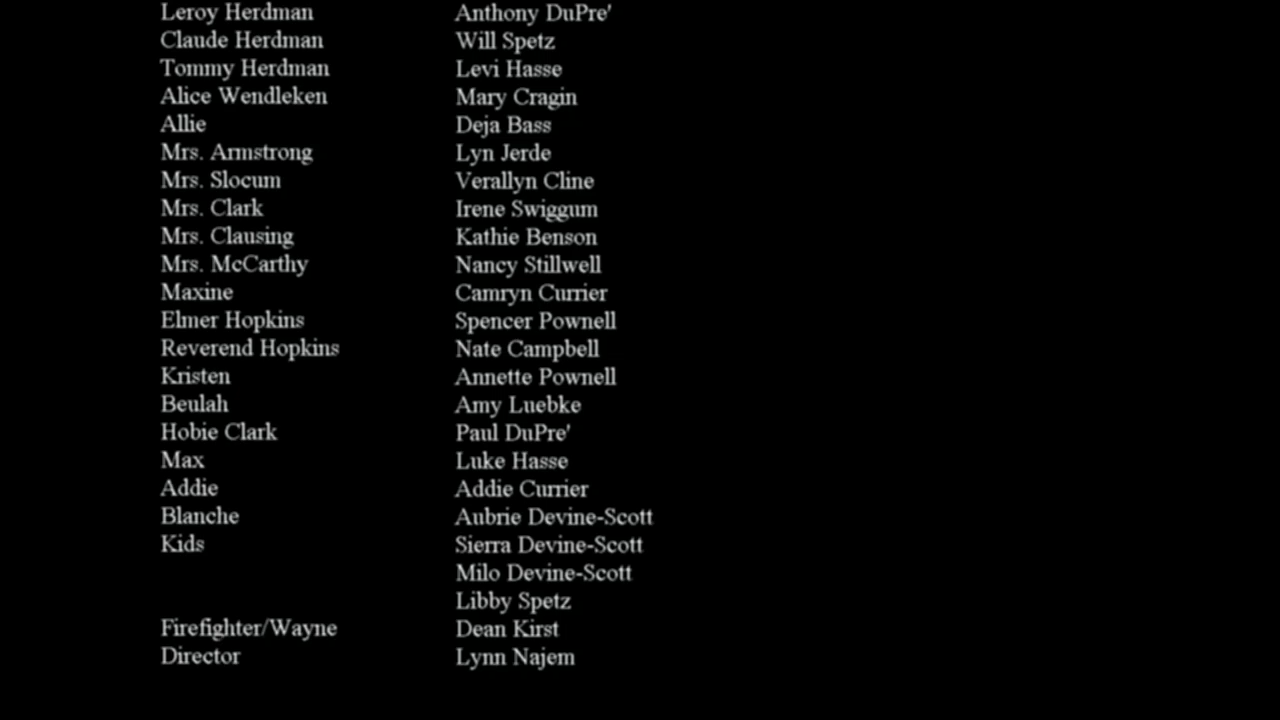 Leroy Herdman Anthony DuPre'
Claude Herdman Will Spetz
Tommy Herdman Levi Hasse
Alice Wendleken Mary Cragin
Allie Deja Bass
Mrs. Armstrong Lyn Jerde
Mrs. Slocum Verallyn Cline
Mrs. Clark Irene Swiggum
Mrs. Clausing Kathie Benson
Mrs. McCarthy Nancy Stillwell
Maxine Camryn Currier
Elmer Hopkins Spencer Pownell
Reverend Hopkins Nate Campbell
Kristen Annette Pownell
Beulah Amy Luebke
Hobie Clark Paul DuPre'
Max Luke Hasse
Addie Addie Currier
Blanche Aubrie Devine-Scott
Kids Sierra Devine-Scott
Milo Devine-Scott
Libby Spetz
Firefighter/Wayne Dean Kirst
Director Lynn Najem